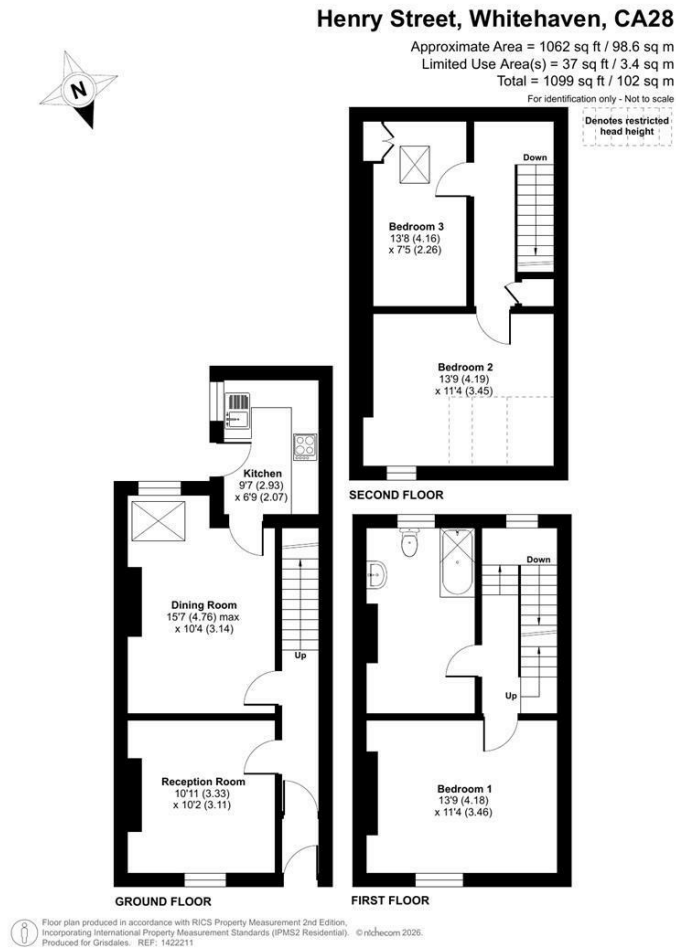 Henry Street, Whitehaven, CA28
Approximate Area = 1062 sq ft / 98.6 sq m
Limited Use Area(s) = 37 sq ft / 3.4 sq m
Total = 1099 sq ft / 102 sq m
For identification only - Not to scale
N
Denotes restricted
head height
Down
Bedroom 3
13'8 (4.16)
x 7'5 (2.26)
Bedroom 2
13'9 (4.19)
x 11'4 (3.45)
SECOND FLOOR
Kitchen
9'7 (2.93)
x 6'9 (2.07)
Dining Room
15'7 (4.76) max
x 10'4 (3.14)
Up
Reception Room
10'11 (3.33)
x 10'2 (3.11)
GROUND FLOOR
Down
Up
Bedroom 1
13'9 (4.18)
x 11'4 (3.46)
FIRST FLOOR
Floor plan produced in accordance with RICS Property Measurement 2nd Edition,
Incorporating International Property Measurement Standards (IPMS2 Residential). © nichecom 2026.
Produced for Grisdales. REF: 1422211